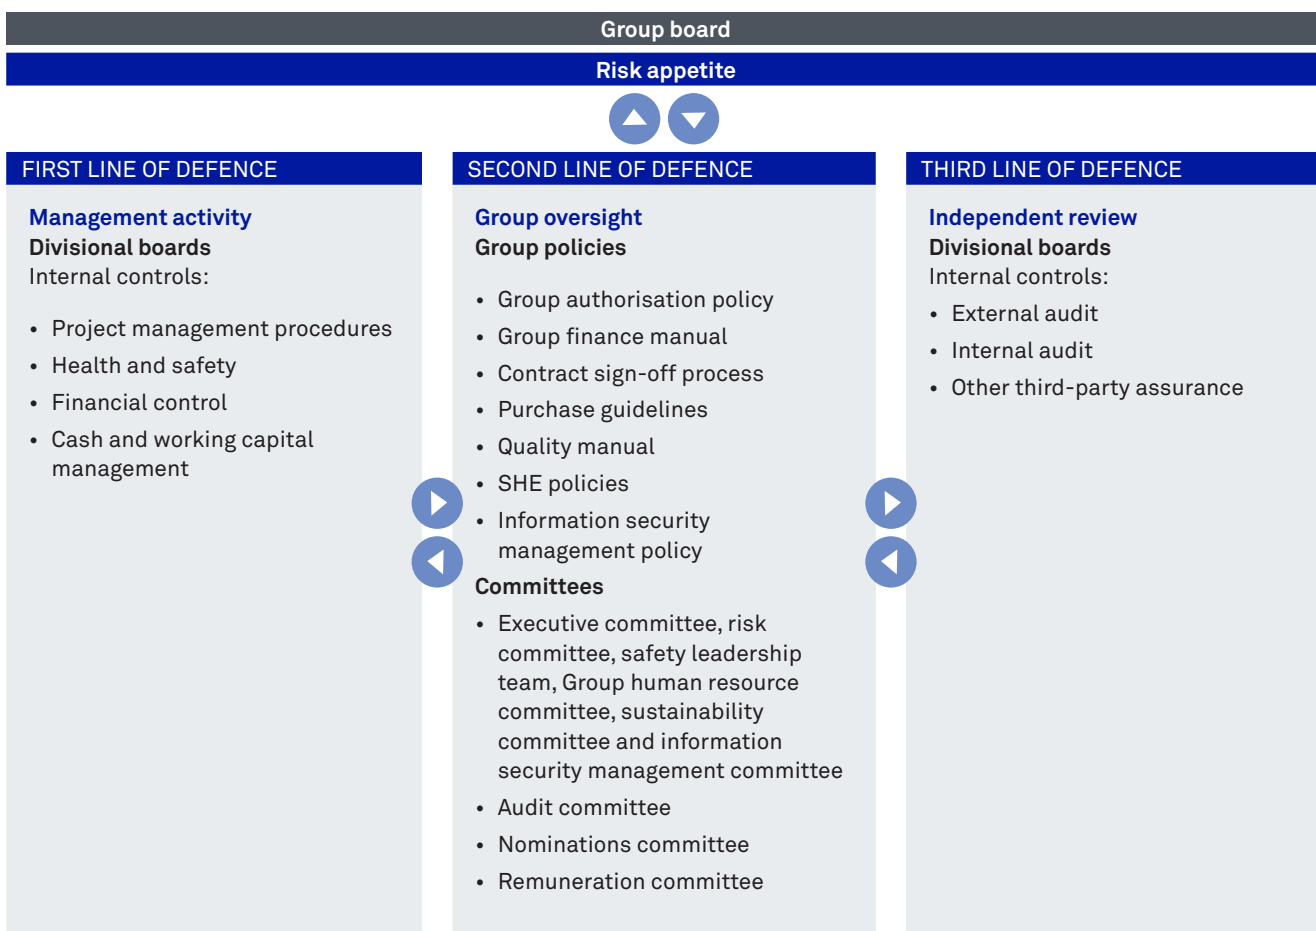 Group board
Risk appetite
FIRST LINE OF DEFENCE
Management activity
Divisional boards
Internal controls:
• Project management procedures
• Health and safety
• Financial control
• Cash and working capital
management
SECOND LINE OF DEFENCE
Group oversight
Group policies
• Group authorisation policy
• Group finance manual
• Contract sign-off process
• Purchase guidelines
• Quality manual
• SHE policies
• Information security
management policy
Committees
• Executive committee, risk
committee, safety leadership
team, Group human resource
committee, sustainability
committee and information
security management committee
• Audit committee
• Nominations committee
• Remuneration committee
THIRD LINE OF DEFENCE
Independent review
Divisional boards
Internal controls:
• External audit
• Internal audit
• Other third-party assurance